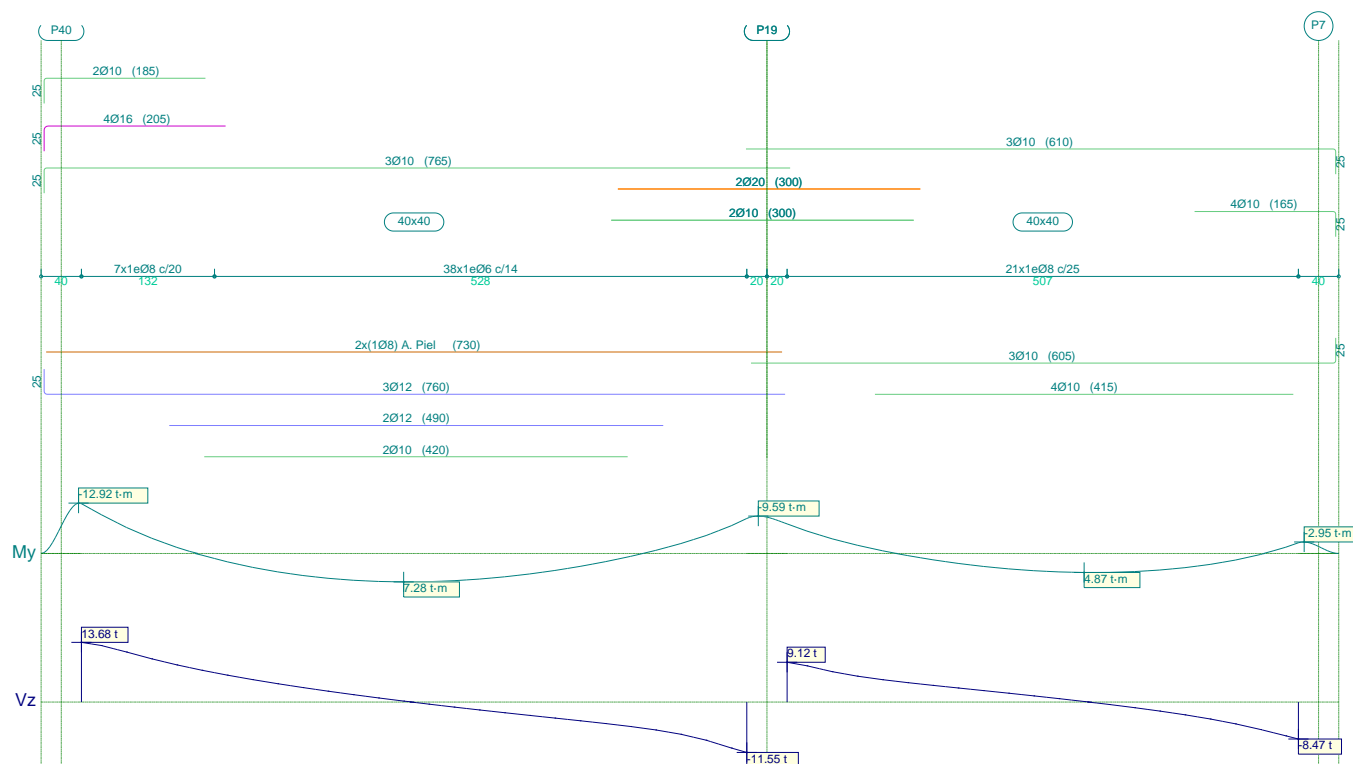 P40
P19
P7
2Ø10 (185)
25
4Ø16 (205)
25
3Ø10 (610)
25
3Ø10 (765)
25
2Ø20 (300)
4Ø10 (165)
25
2Ø10 (300)
40x40
40x40
7x1eØ8 c/20
38x1eØ6 c/14
21x1eØ8 c/25
40
132
528
20
20
507
40
2x(1Ø8) A. Piel (730)
3Ø10 (605)
25
3Ø12 (760)
25
4Ø10 (415)
2Ø12 (490)
2Ø10 (420)
-12.92 t·m
-9.59 t·m
-2.95 t·m
My
7.28 t·m
4.87 t·m
13.68 t
9.12 t
Vz
-11.55 t
-8.47 t